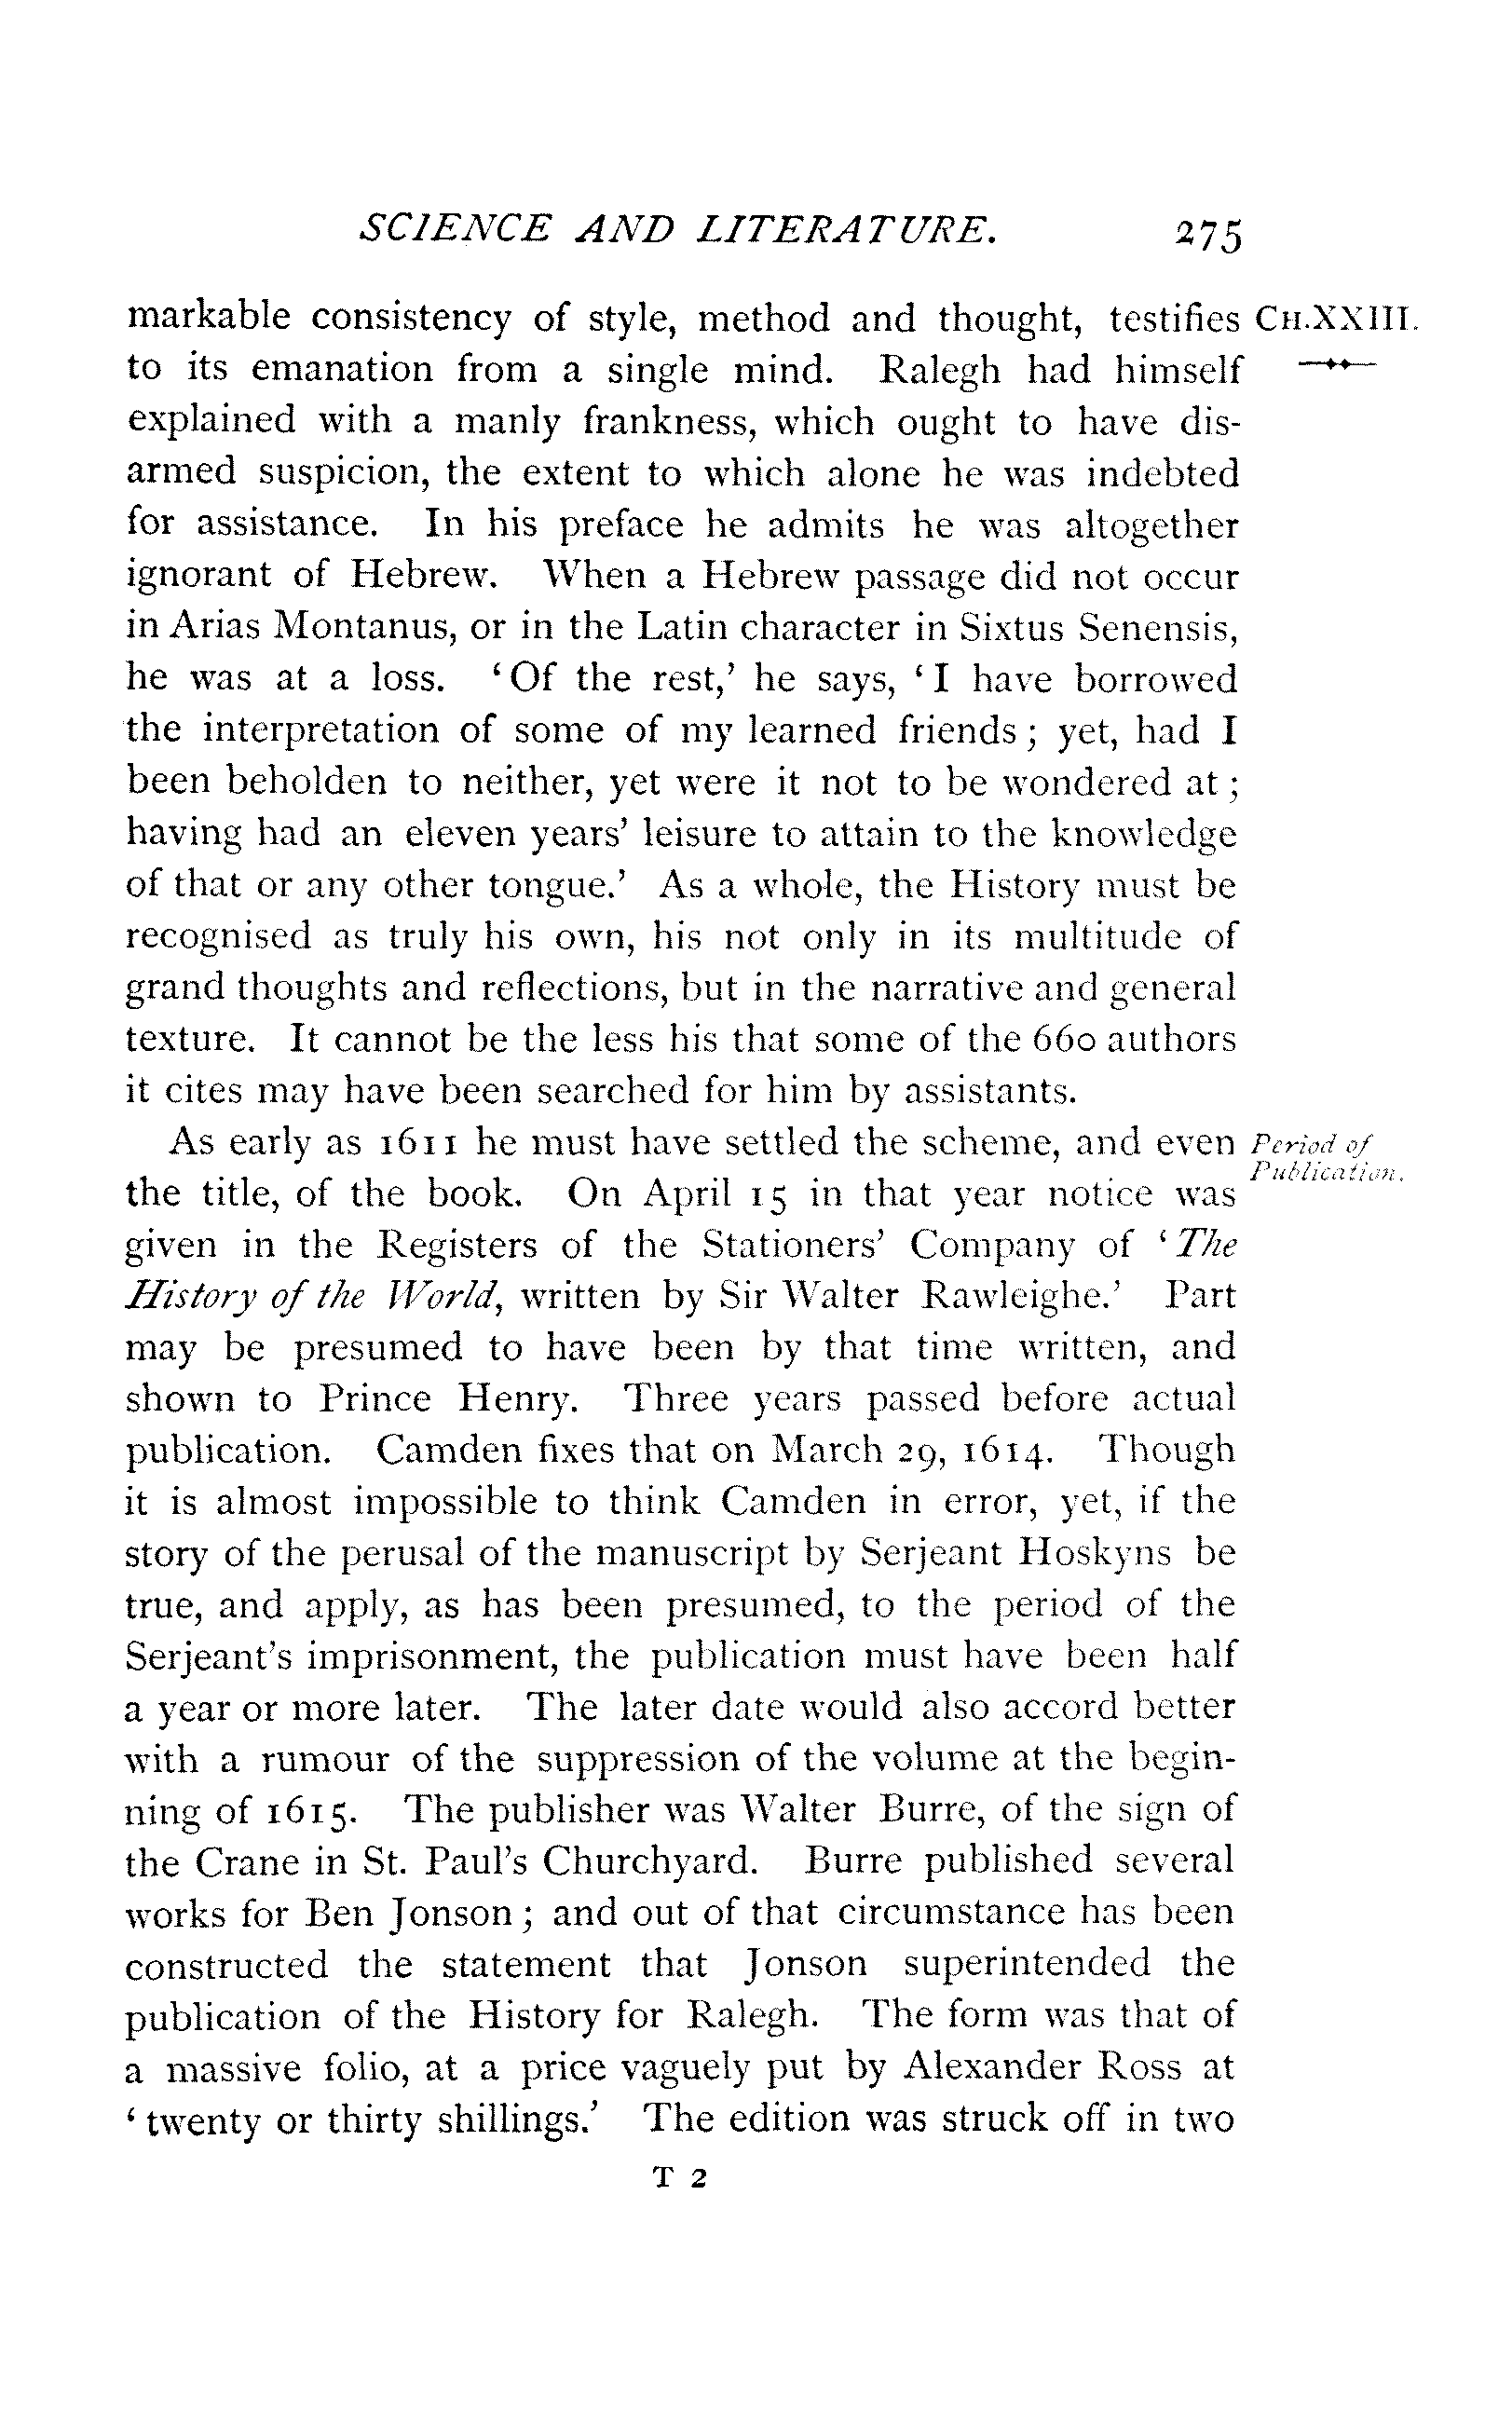 SCIENCE AND LITERATURE. 275
markable consistency of style, method and thought, testifies CH.XXIII.
to its emanation from a single mind. Ralegh had himself
explained with a manly frankness, which ought to have dis-
armed suspicion, the extent to which alone he was indebted
for assistance. In his preface he admits he was altogether
ignorant of Hebrew. When a Hebrew passage did not occur
in Arias Montanus, or in the Latin character in Sixtus Senensis,
he was at a loss. ‘Of the rest,’ he says, ‘I have borrowed
the interpretation of some of my learned friends; yet, had I
been beholden to neither, yet were it not to be wondered at;
having had an eleven years’ leisure to attain to the knowledge
of that or any other tongue.’ As a whole, the History must be
recognised as truly his own, his not only in its multitude of
grand thoughts and reflections, but in the narrative and general
texture. It cannot be the less his that some of the 660 authors
it cites may have been searched for him by assistants.
As early as 1611 he must have settled the scheme, and even
Period of
Publication.
the title, of the book. On April 15 in that year notice was
given in the Registers of the Stationers’ Company of ‘The
History of the World, written by Sir Walter Rawleighe.’ Part
may be presumed to have been by that time written, and
shown to Prince Henry. Three years passed before actual
publication. Camden fixes that on March 29, 1614. Though
it is almost impossible to think Camden in error, yet, if the
story of the perusal of the manuscript by Serjeant Hoskyns be
true, and apply, as has been presumed, to the period of the
Serjeant’s imprisonment, the publication must have been half
a year or more later. The later date would also accord better
with a rumour of the suppression of the volume at the begin-
ning of 1615. The publisher was Walter Burre, of the sign of
the Crane in St. Paul’s Churchyard. Burre published several
works for Ben Jonson; and out of that circumstance has been
constructed the statement that Jonson superintended the
publication of the History for Ralegh. The form was that of
a massive folio, at a price vaguely put by Alexander Ross at
‘twenty or thirty shillings.’ The edition was struck off in two
T 2